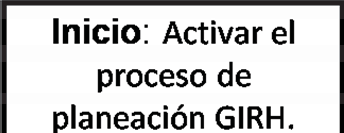 Inicio: Activar el
proceso de
planeación GIRH.